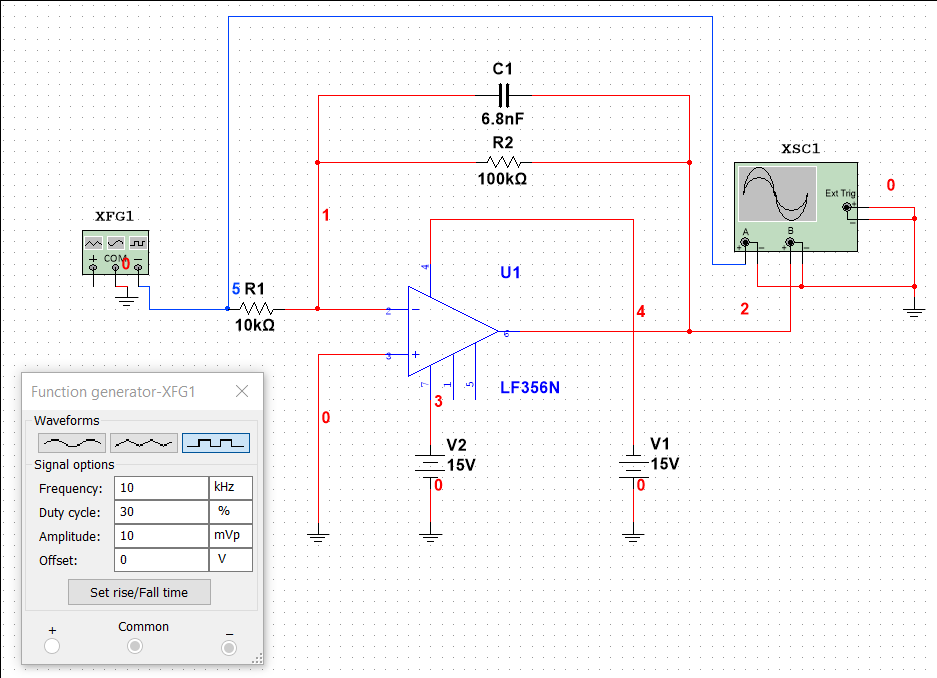 C1
6.8nF
R2
100kΩ
XSC1
Ext Trig
+
−
0
A
B
+
−
+
−
XFG1
+
COM
−
0
1
4
U1
5
R1
10kΩ
2
−
4
6
2
3
+
7
1
5
LF356N
3
0
V2
15V
0
V1
15V
0
Function generator-XFG1
Waveforms
Signal options
Frequency:
10
kHz
Duty cycle:
30
%
Amplitude:
10
mVp
Offset:
0
V
Set rise/Fall time
+
Common
−